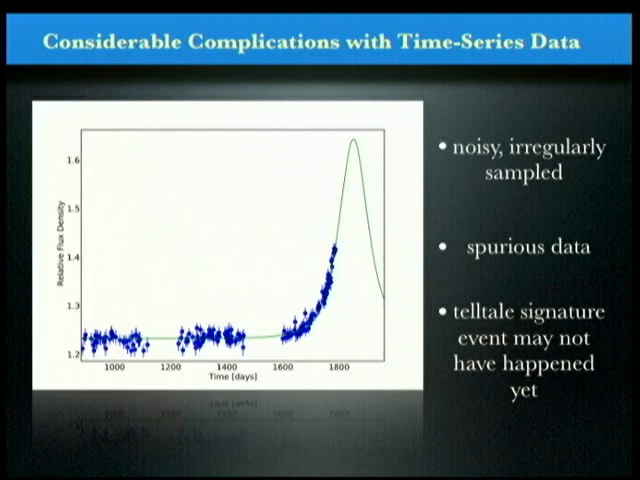 Considerable Complications with Time-Series Data
• noisy, irregularly
sampled
• spurious data
• telltale signature
event may not
have happened
yet
Relative Flux Density
1.6
1.5
1.4
1.3
1.2
1000 1200 1400 1600 1800
Time [days]